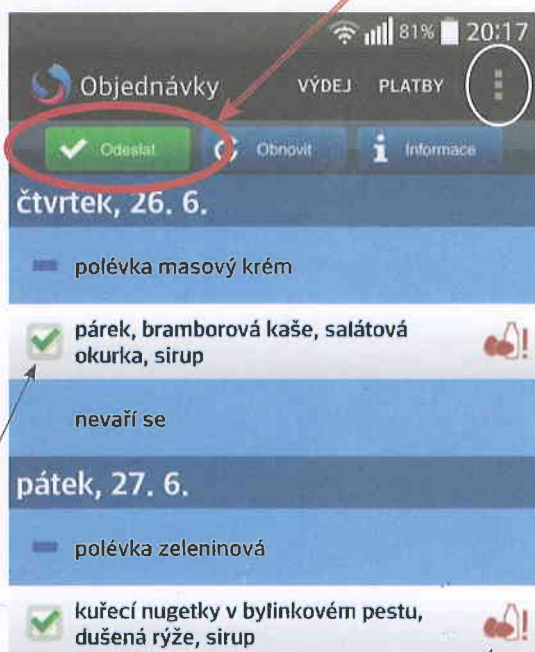 81% 20:17
Objednávky VÝDEJ PLATBY
Odeslat Obnovit Informace
čtvrtek, 26. 6.
polévka masový krém
párek, bramborová kaše, salátová
okurka, sirup
nevaří se
pátek, 27. 6.
polévka zeleninová
kuřecí nugetky v bylinkovém pestu,
dušená rýže, sirup